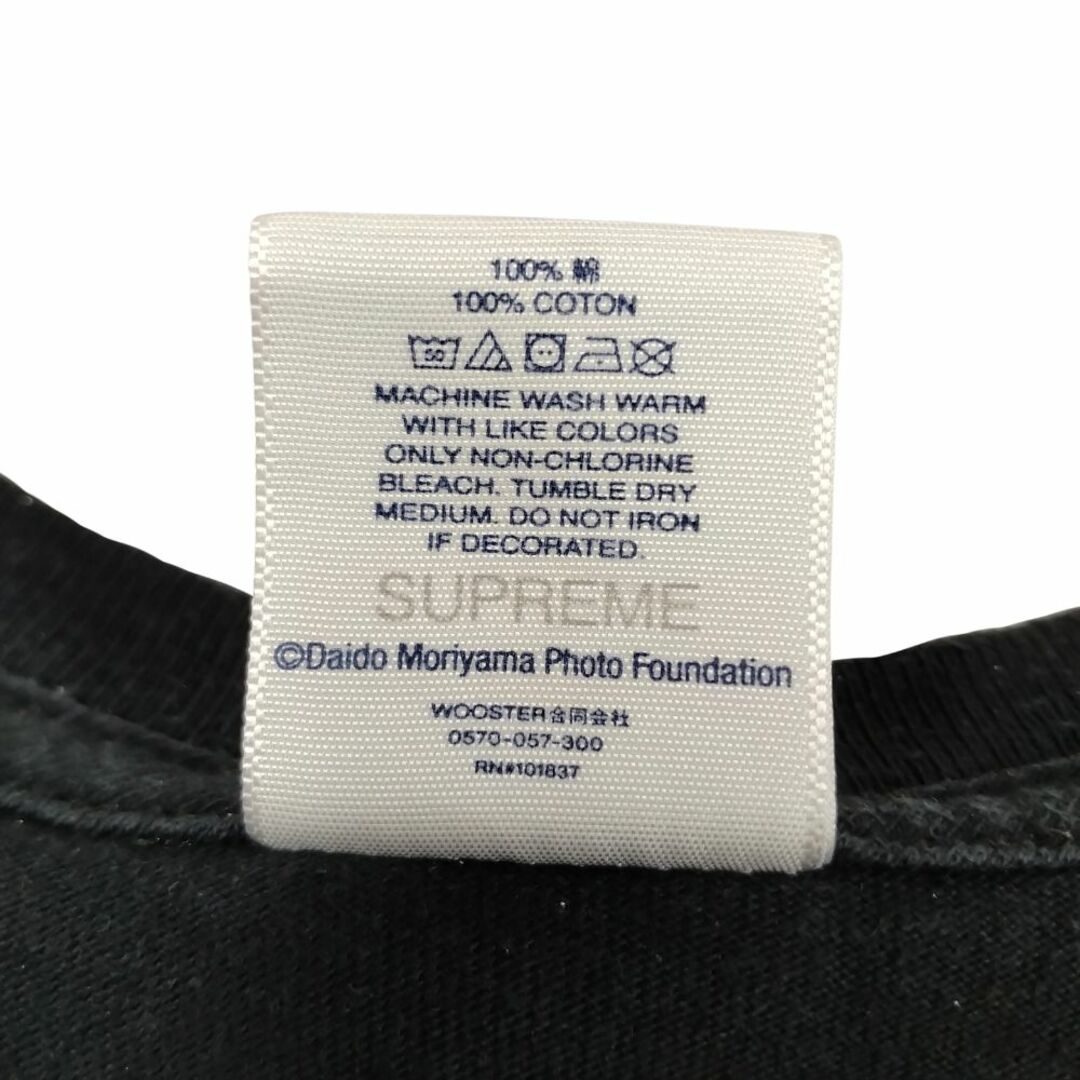 100% 綿
100% COTON
MACHINE WASH WARM
WITH LIKE COLORS
ONLY NON-CHLORINE
BLEACH. TUMBLE DRY
MEDIUM. DO NOT IRON
IF DECORATED.
SUPREME
©Daido Moriyama Photo Foundation
WOOSTER合同会社
0570-057-300
RN#101837